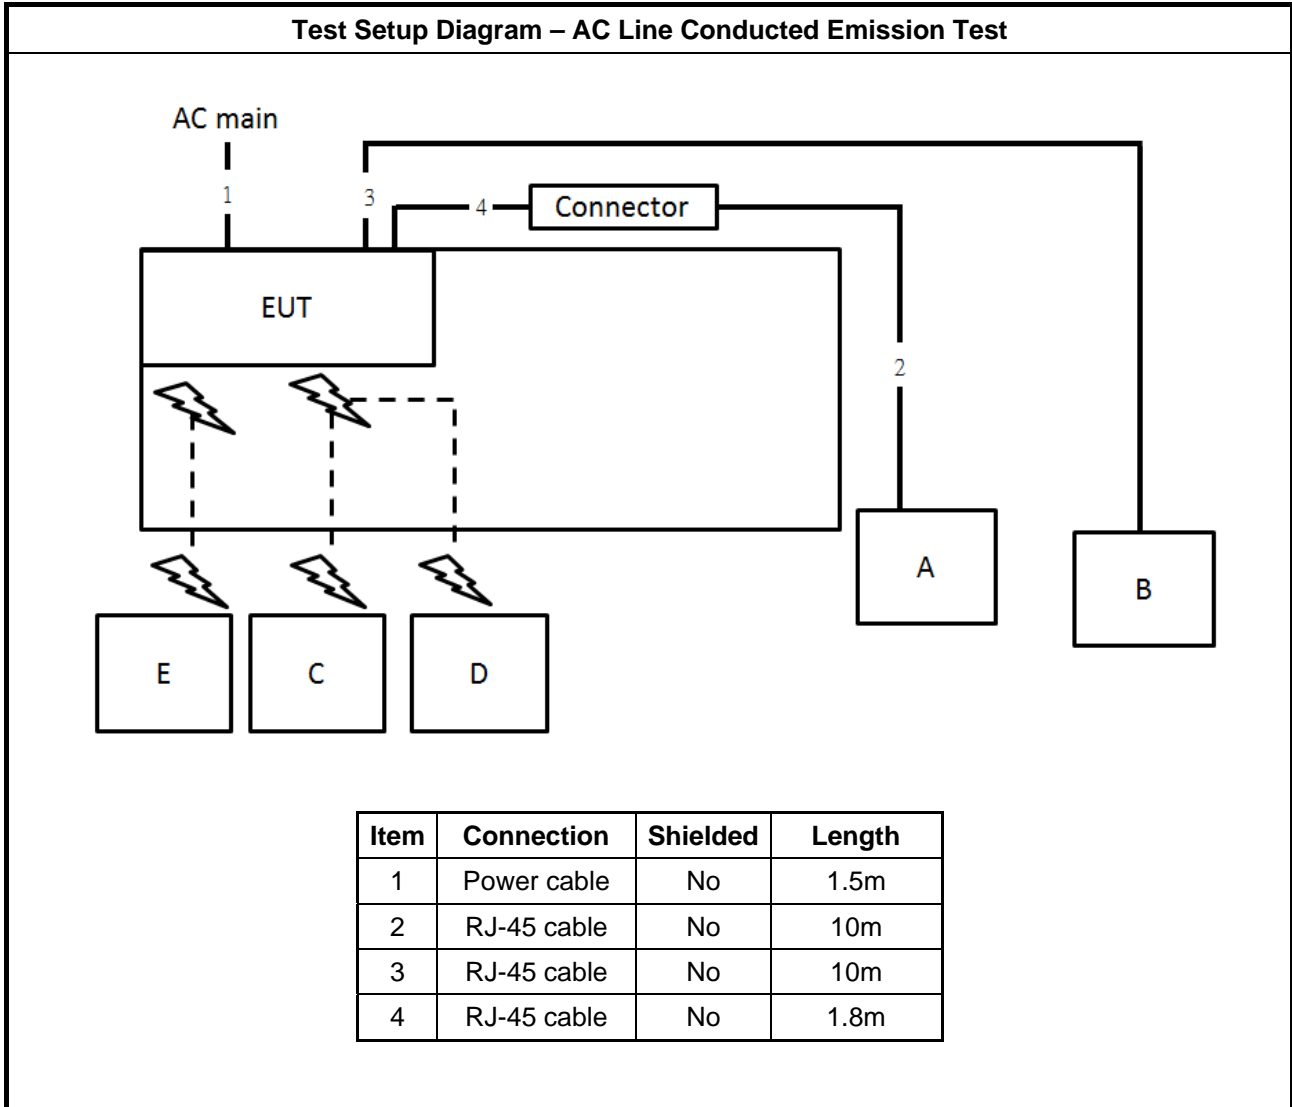 Test Setup Diagram – AC Line Conducted Emission Test
AC main
1
3
4
Connector
EUT
2
A
B
E
C
D
Item Connection Shielded Length
1 Power cable No 1.5m
2 RJ-45 cable No 10m
3 RJ-45 cable No 10m
4 RJ-45 cable No 1.8m